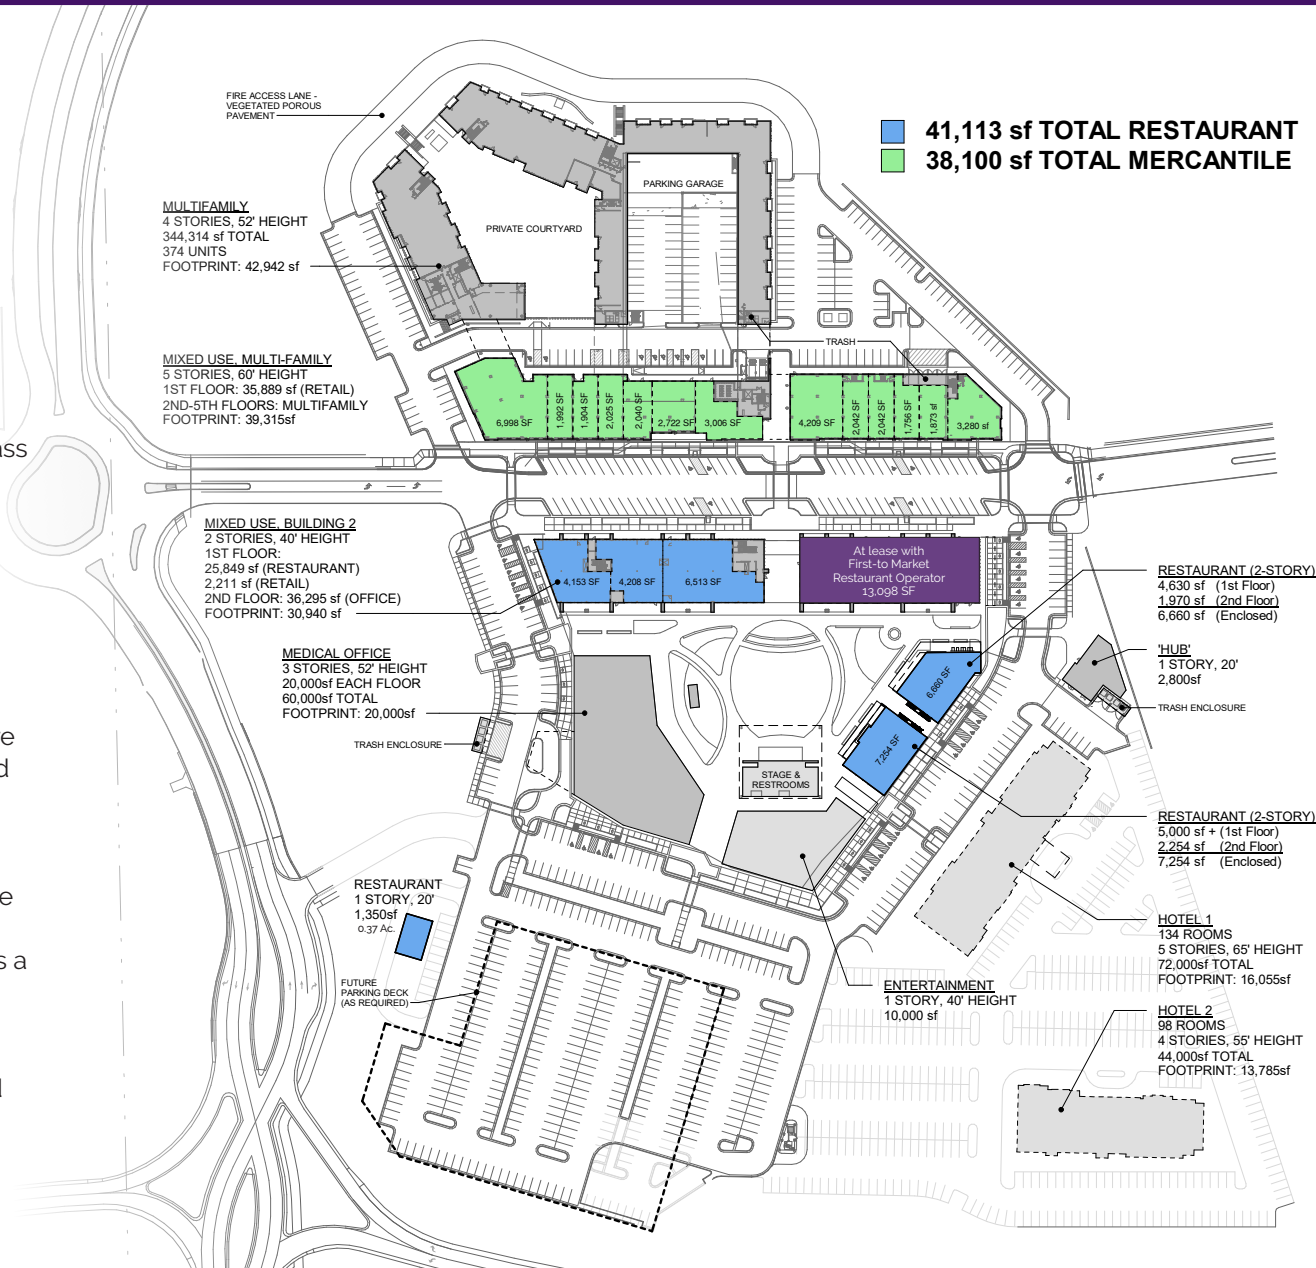 FIRE ACCESS LANE -
VEGETATED POROUS
PAVEMENT
41,113 sf TOTAL RESTAURANT
38,100 sf TOTAL MERCANTILE
PARKING GARAGE
PRIVATE COURTYARD
MULTIFAMILY
4 STORIES, 52' HEIGHT
344,314 sf TOTAL
374 UNITS
FOOTPRINT: 42,942 sf
TRASH
MIXED USE, MULTI-FAMILY
5 STORIES, 60' HEIGHT
1ST FLOOR: 35,889 sf (RETAIL)
2ND-5TH FLOORS: MULTIFAMILY
FOOTPRINT: 39,315sf
6,998 SF
1,992 SF
1,904 SF
2,025 SF
2,040 SF
2,722 SF
3,006 SF
4,209 SF
2,042 SF
2,042 SF
1,756 SF
1,873 sf
3,280 sf
ass
MIXED USE, BUILDING 2
2 STORIES, 40' HEIGHT
1ST FLOOR:
25,849 sf (RESTAURANT)
2,211 sf (RETAIL)
2ND FLOOR: 36,295 sf (OFFICE)
FOOTPRINT: 30,940 sf
4,153 SF
4,208 SF
6,513 SF
At lease with
First-to Market
Restaurant Operator
13,098 SF
RESTAURANT (2-STORY)
4,630 sf (1st Floor)
1,970 sf (2nd Floor)
6,660 sf (Enclosed)
MEDICAL OFFICE
3 STORIES, 52' HEIGHT
20,000sf EACH FLOOR
60,000sf TOTAL
FOOTPRINT: 20,000sf
'HUB'
1 STORY, 20'
2,800sf
TRASH ENCLOSURE
6,660 SF
7,254 SF
TRASH ENCLOSURE
re
d
STAGE &
RESTROOMS
RESTAURANT (2-STORY)
5,000 sf + (1st Floor)
2,254 sf (2nd Floor)
7,254 sf (Enclosed)
RESTAURANT
1 STORY, 20'
1,350sf
0.37 Ac.
e
s a
HOTEL 1
134 ROOMS
5 STORIES, 65' HEIGHT
72,000sf TOTAL
FOOTPRINT: 16,055sf
FUTURE
PARKING DECK
(AS REQUIRED)
ENTERTAINMENT
1 STORY, 40' HEIGHT
10,000 sf
HOTEL 2
98 ROOMS
4 STORIES, 55' HEIGHT
44,000sf TOTAL
FOOTPRINT: 13,785sf
d